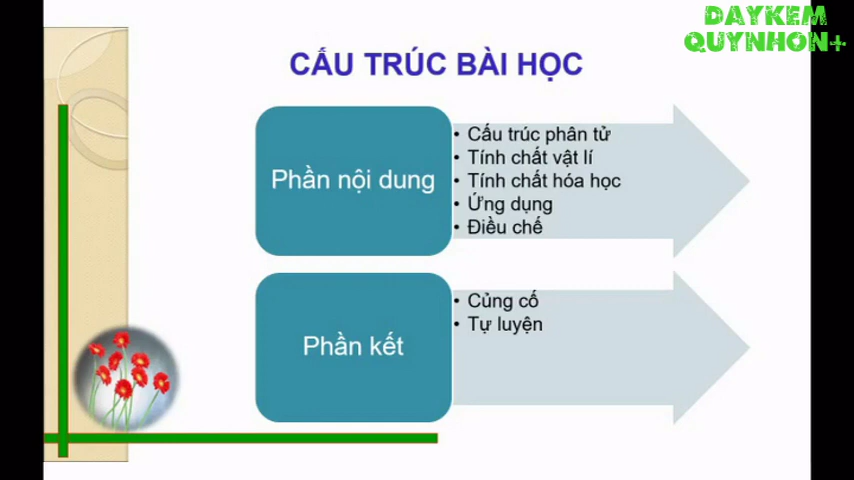 DAYKEM
QUYNHON+
CẤU TRÚC BÀI HỌC
Phần nội dung
• Cấu trúc phân tử
• Tính chất vật lí
• Tính chất hóa học
• Ứng dụng
• Điều chế
Phần kết
• Củng cố
• Tự luyện